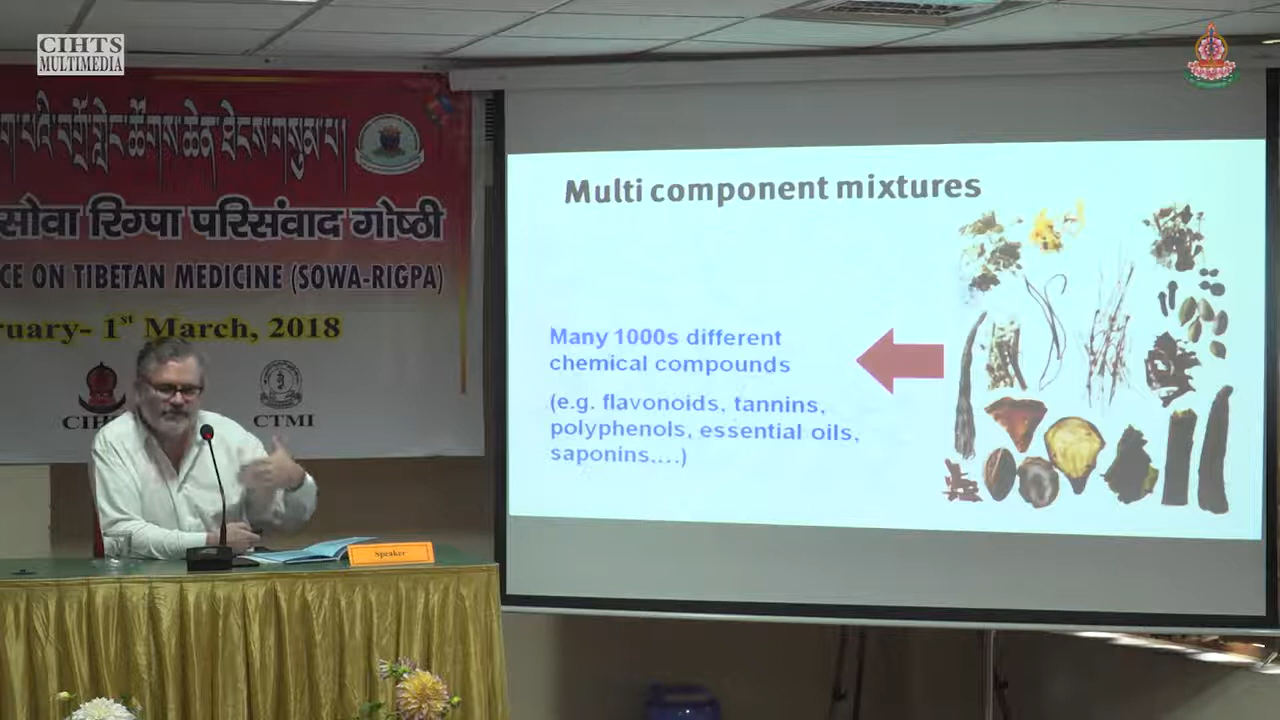 CIHTS
MULTIMEDIA
सोवा रिग्पा परिसंवाद गोष्ठी
CE ON TIBETAN MEDICINE (SOWA-RIGPA)
ruary- 1st March, 2018
CTMI
Speaker
Multi component mixtures
Many 1000s different
chemical compounds
(e.g. flavonoids, tannins,
polyphenols, essential oils,
saponins,...)